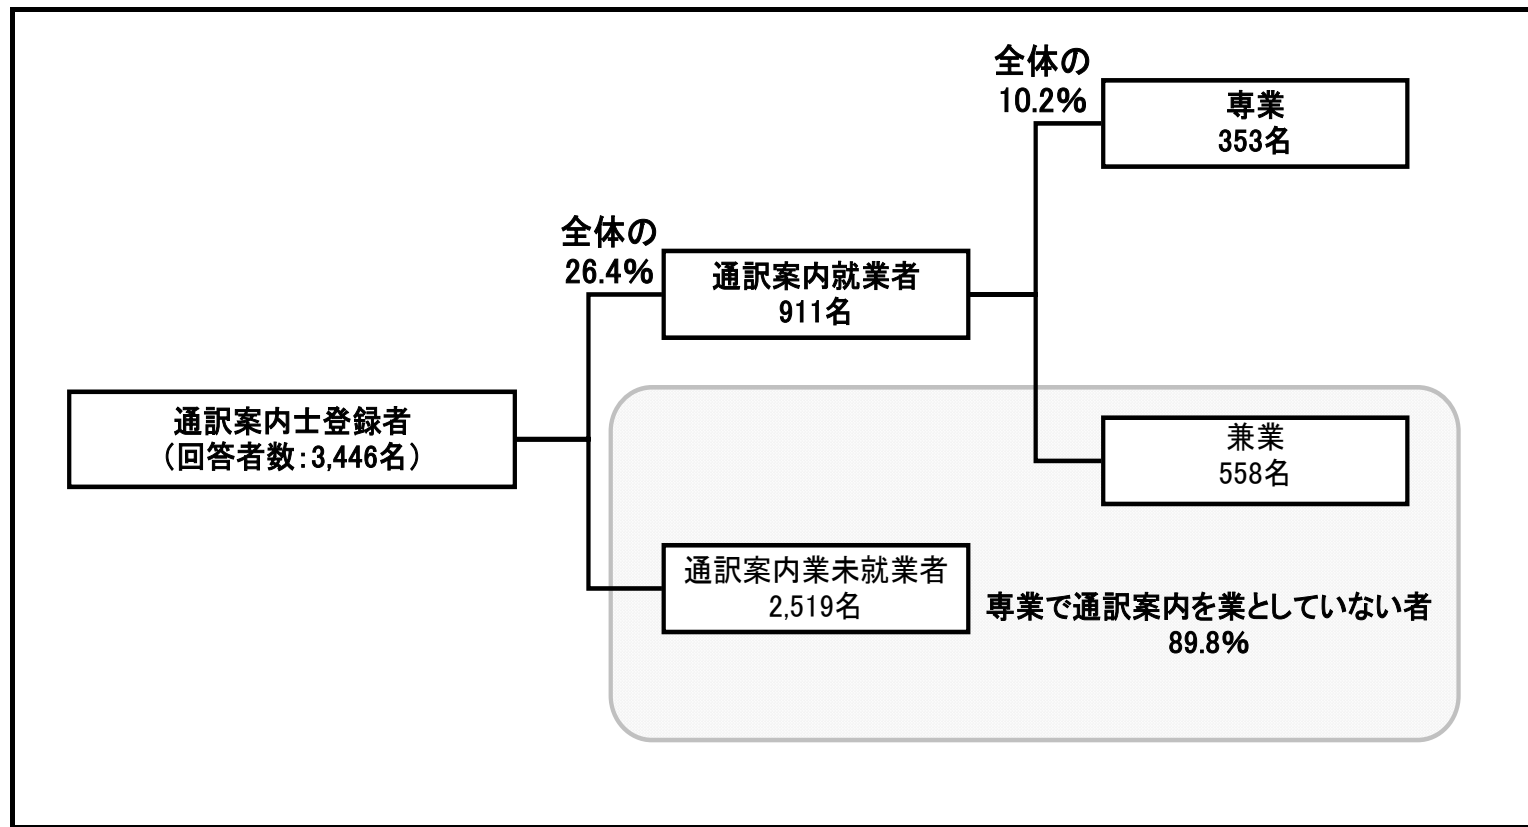 全体の
10.2%
専業
353名
全体の
26.4%
通訳案内就業者
911名
通訳案内士登録者
（回答者数：3,446名）
兼業
558名
通訳案内業未就業者
2,519名
専業で通訳案内を業としていない者
89.8%